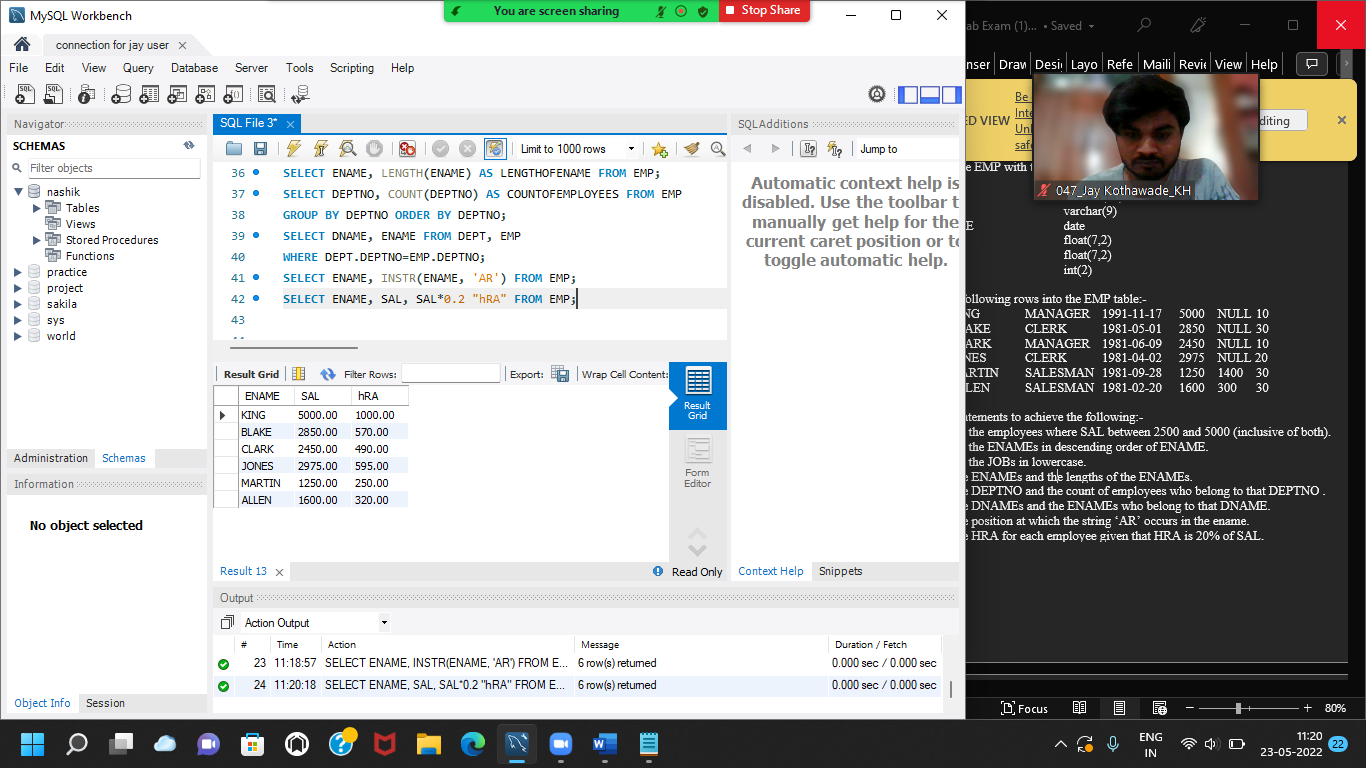 MySQL Workbench
You are screen sharing
Stop Share
connection for jay user
File Edit View Query Database Server Tools Scripting Help
Navigator
SCHEMAS
Filter objects
nashik
Tables
Views
Stored Procedures
Functions
practice
project
sakila
sys
world
Administration Schemas
Information
No object selected
Object Info Session
SQL File 3*
Limit to 1000 rows
36 SELECT ENAME, LENGTH(ENAME) AS LENGTHOFENAME FROM EMP;
37 SELECT DEPTNO, COUNT(DEPTNO) AS COUNTOFEMPLOYEES FROM EMP
38 GROUP BY DEPTNO ORDER BY DEPTNO;
39 SELECT DNAME, ENAME FROM DEPT, EMP
40 WHERE DEPT.DEPTNO=EMP.DEPTNO;
41 SELECT ENAME, INSTR(ENAME, 'AR') FROM EMP;
42 SELECT ENAME, SAL, SAL*0.2 "hRA" FROM EMP;
43
Result Grid Filter Rows: Export: Wrap Cell Content:
ENAME SAL hRA
KING 5000.00 1000.00
BLAKE 2850.00 570.00
CLARK 2450.00 490.00
JONES 2975.00 595.00
MARTIN 1250.00 250.00
ALLEN 1600.00 320.00
Result Grid
Form Editor
Result 13
Read Only
SQLAdditions
Jump to
Automatic context help is
disabled. Use the toolbar t
manually get help for the
current caret position or to
toggle automatic help.
Context Help Snippets
Output
Action Output
# Time Action Message Duration / Fetch
23 11:18:57 SELECT ENAME, INSTR(ENAME, 'AR') FROM E... 6 row(s) returned 0.000 sec / 0.000 sec
24 11:20:18 SELECT ENAME, SAL, SAL*0.2 "hRA" FROM E... 6 row(s) returned 0.000 sec / 0.000 sec
ab Exam (1)... • Saved
nser Draw Desig Layo Refe Maili Revie View Help
ED VIEW
Be
Inte
Unl
safe
diting
047_Jay Kothawade_KH
e EMP with t
varchar(9)
E date
float(7,2)
float(7,2)
int(2)
ollowing rows into the EMP table:-
NG MANAGER 1991-11-17 5000 NULL 10
AKE CLERK 1981-05-01 2850 NULL 30
ARK MANAGER 1981-06-09 2450 NULL 10
NES CLERK 1981-04-02 2975 NULL 20
ARTIN SALESMAN 1981-09-28 1250 1400 30
LEN SALESMAN 1981-02-20 1600 300 30
atements to achieve the following:-
the employees where SAL between 2500 and 5000 (inclusive of both).
the ENAMEs in descending order of ENAME.
the JOBs in lowercase.
e ENAMEs and the lengths of the ENAMEs.
e DEPTNO and the count of employees who belong to that DEPTNO .
e DNAMEs and the ENAMEs who belong to that DNAME.
e position at which the string ‘AR’ occurs in the ename.
e HRA for each employee given that HRA is 20% of SAL.
Focus
80%
ENG
IN
11:20
23-05-2022
22